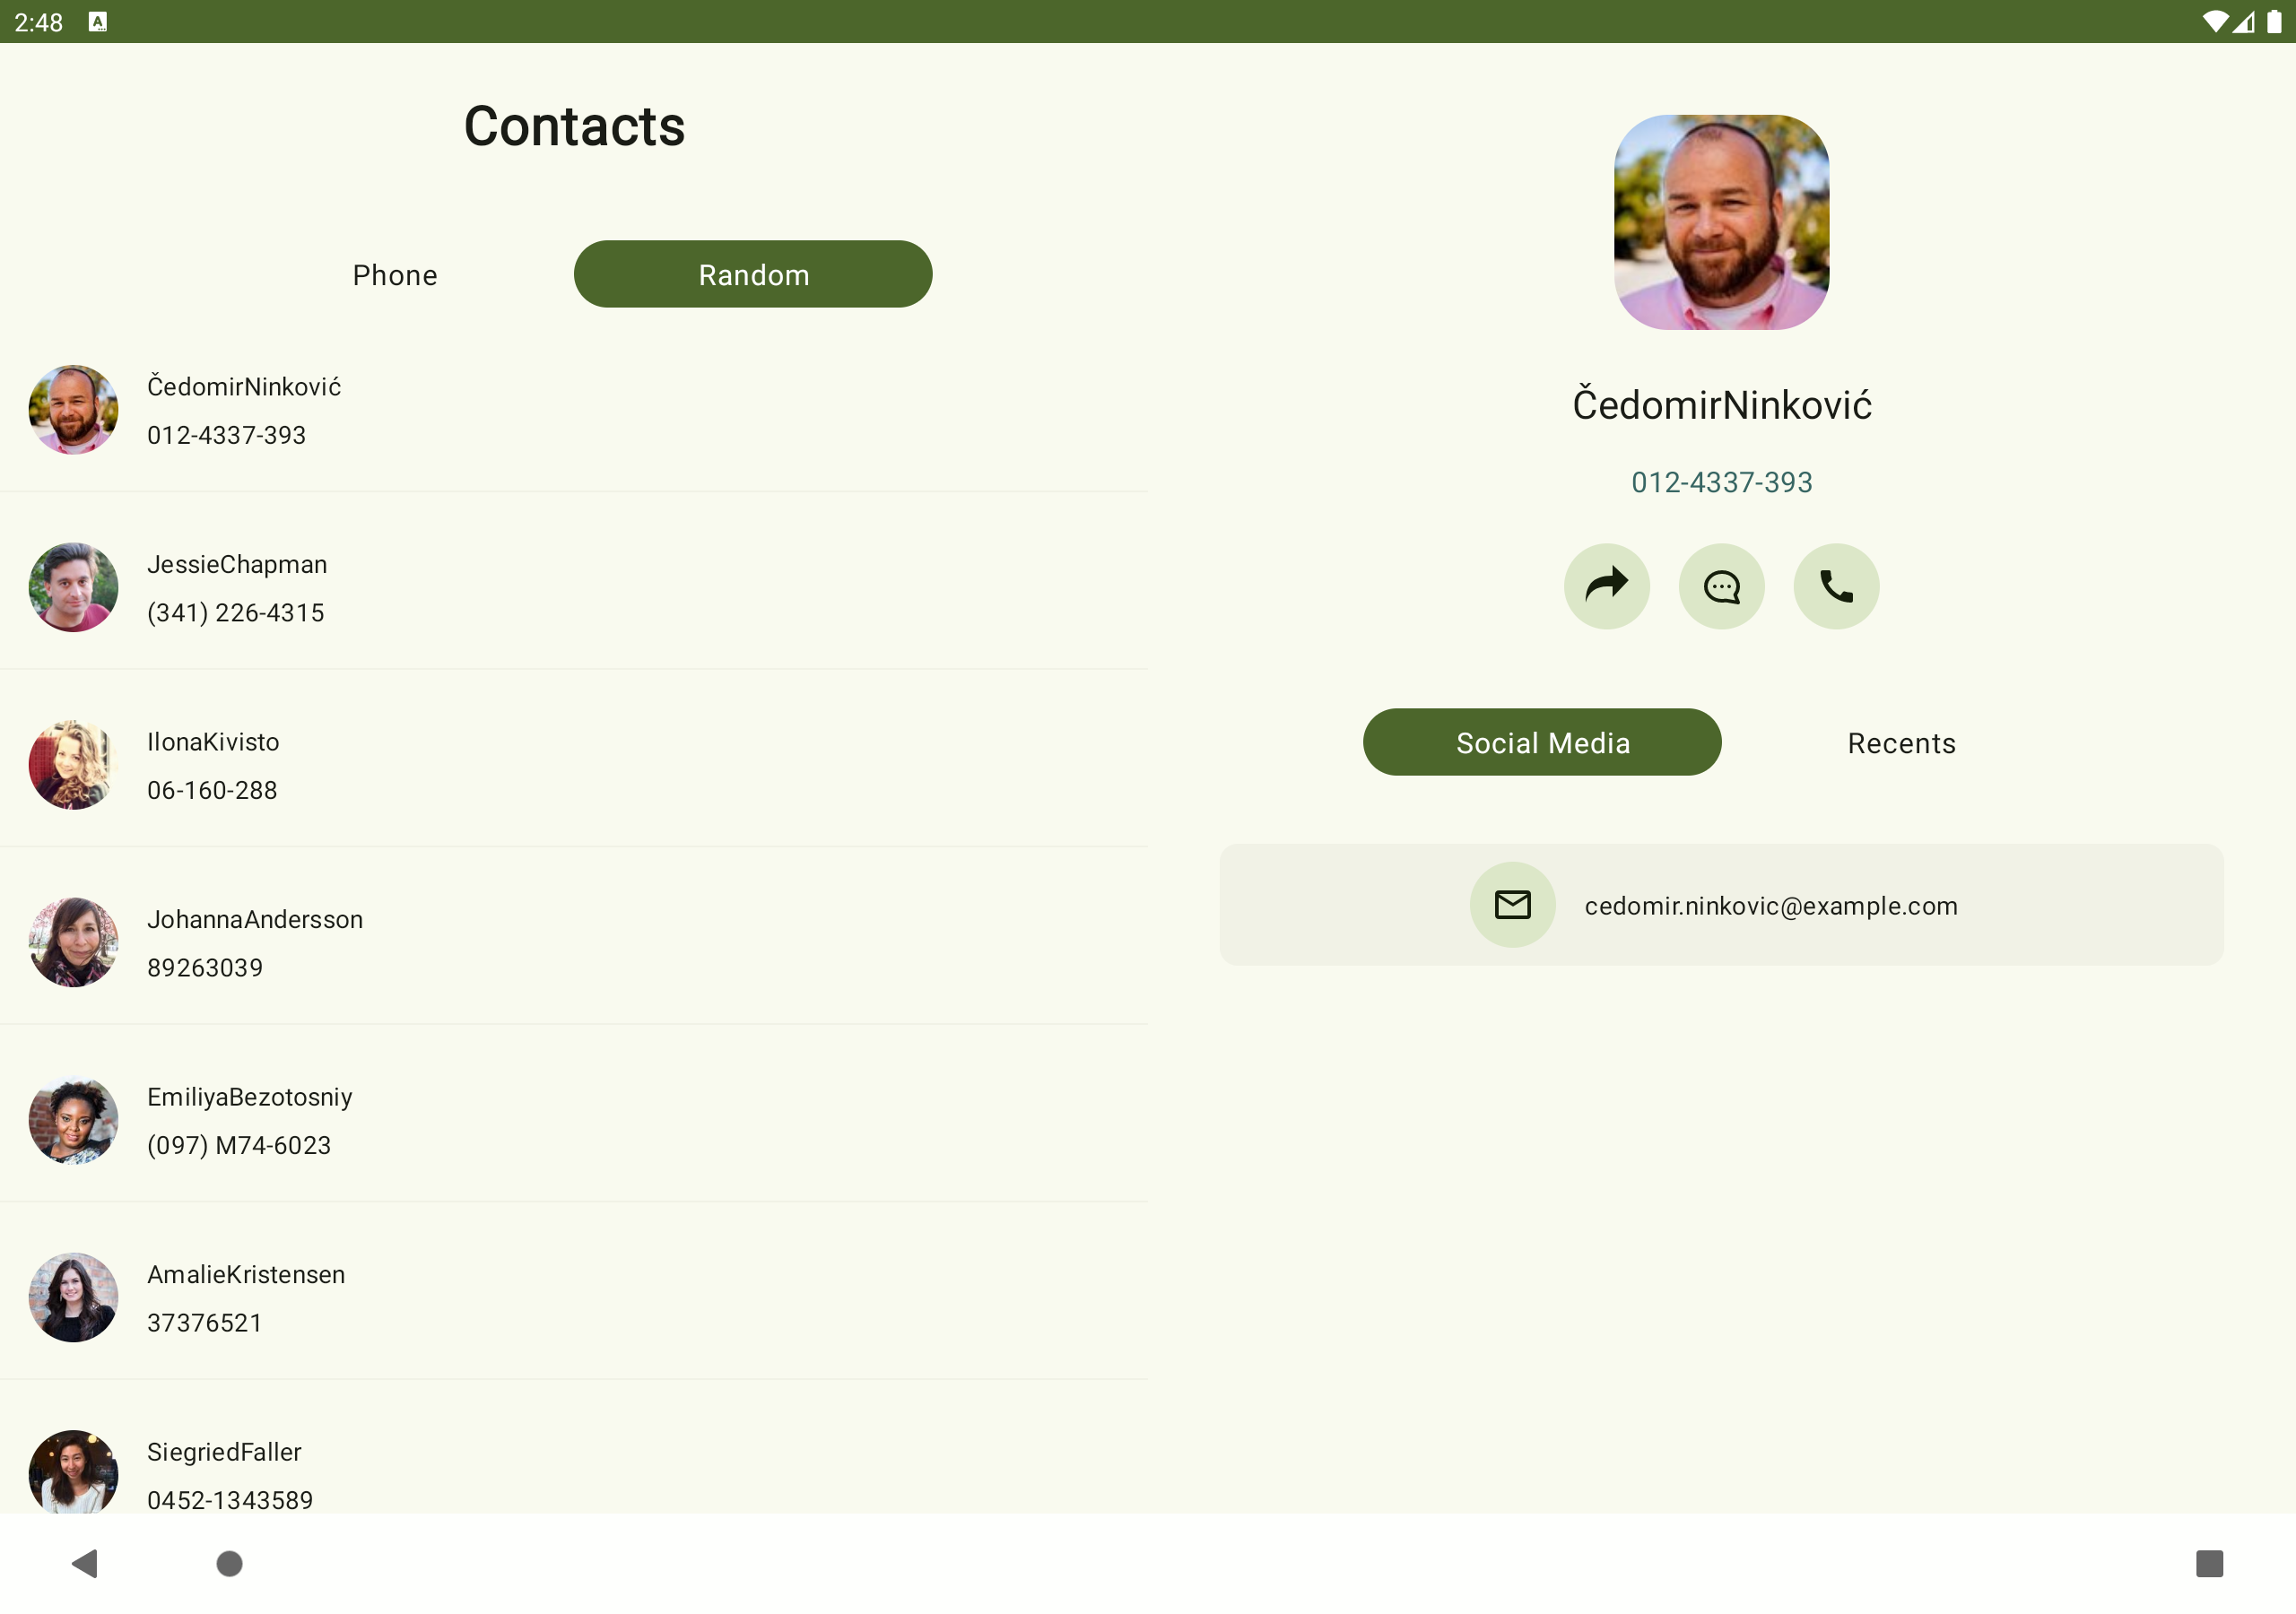 2:48
Contacts
Phone
Random
ČedomirNinković
012-4337-393
JessieChapman
(341) 226-4315
IlonaKivisto
06-160-288
JohannaAndersson
89263039
EmiliyaBezotosniy
(097) M74-6023
AmalieKristensen
37376521
SiegriedFaller
0452-1343589
ČedomirNinković
012-4337-393
Social Media
Recents
cedomir.ninkovic@example.com